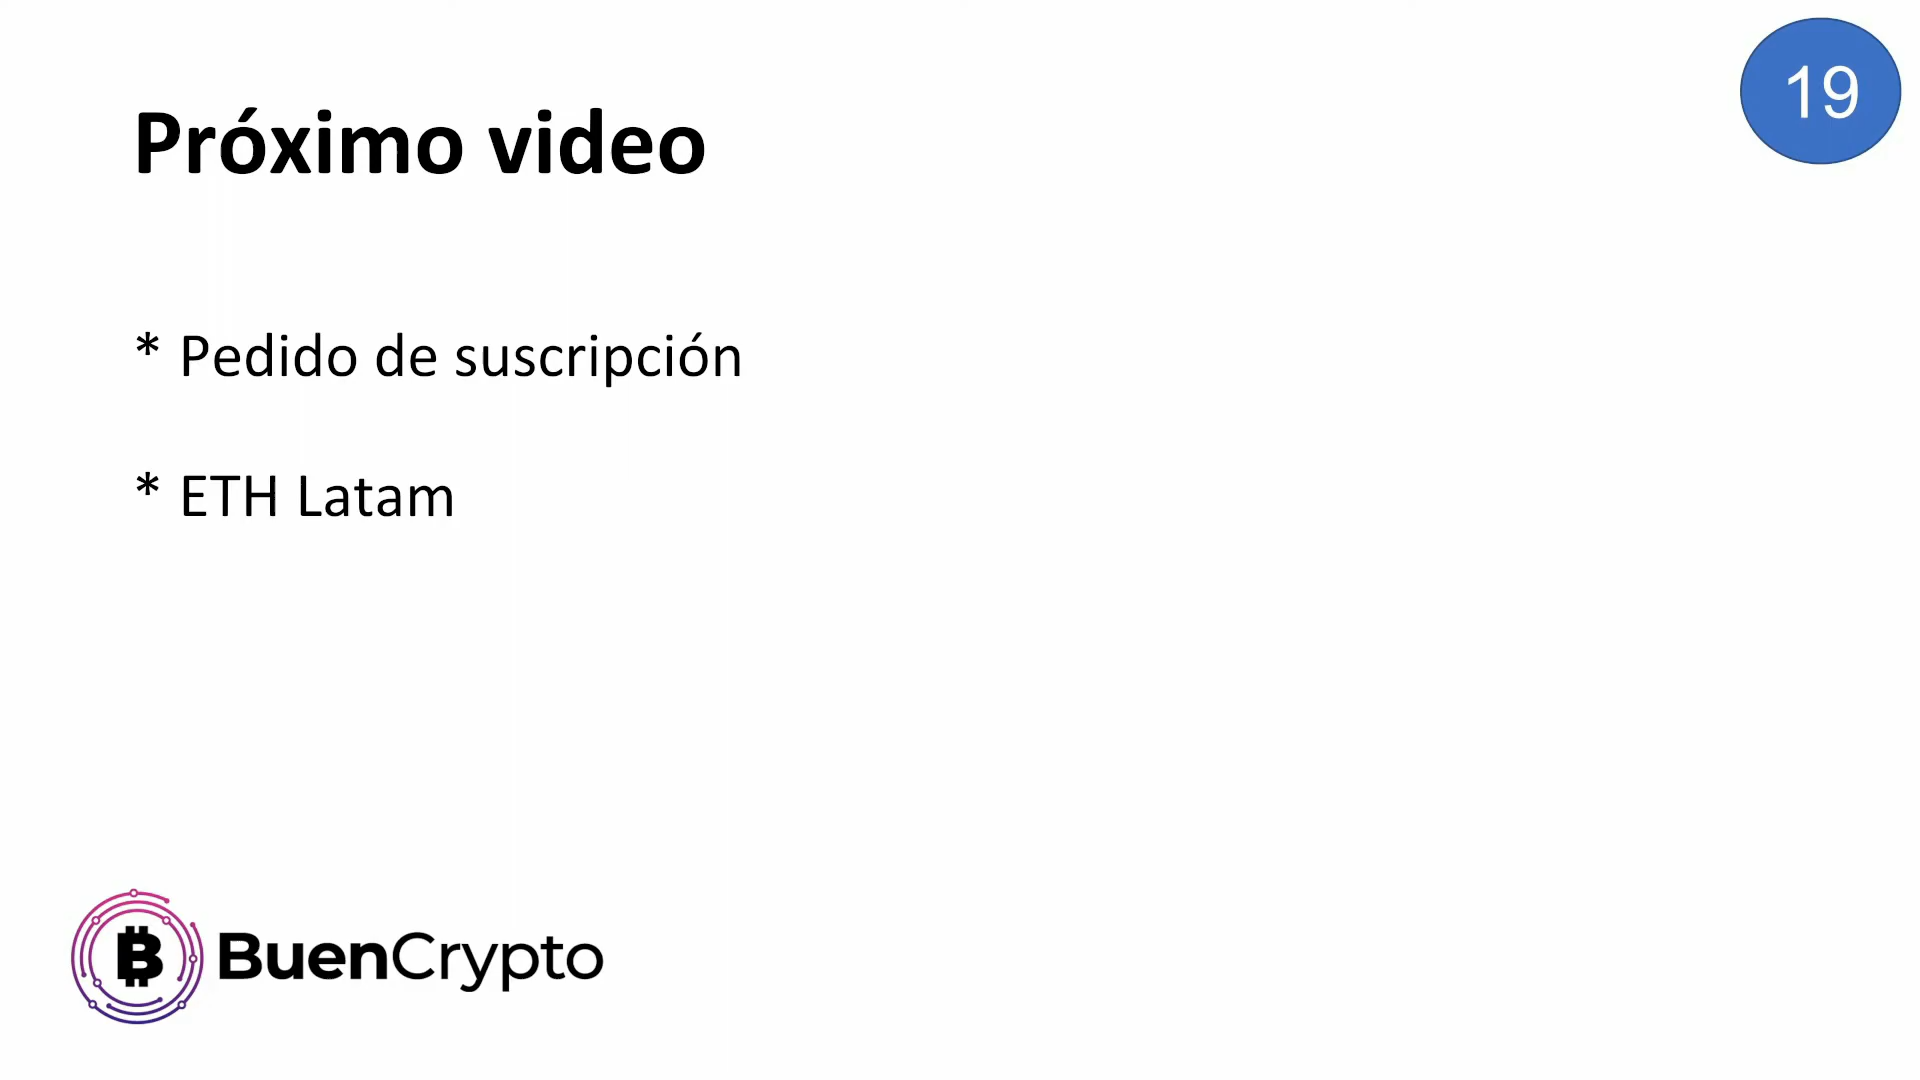 19
Próximo video
* Pedido de suscripción
* ETH Latam
BuenCrypto